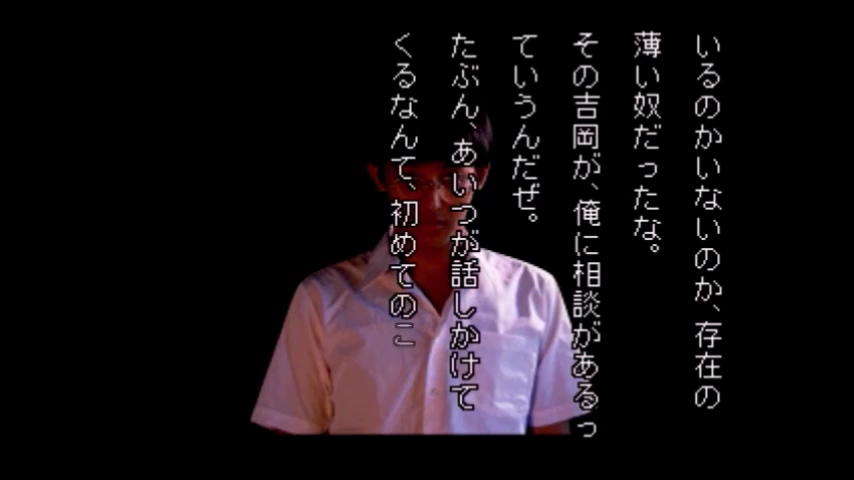 いるのかいないのか、存在の
薄い奴だったな。
その吉岡が、俺に相談があるっ
ていうんだぜ。
たぶん、あいつが話しかけて
くるなんて、初めてのこ